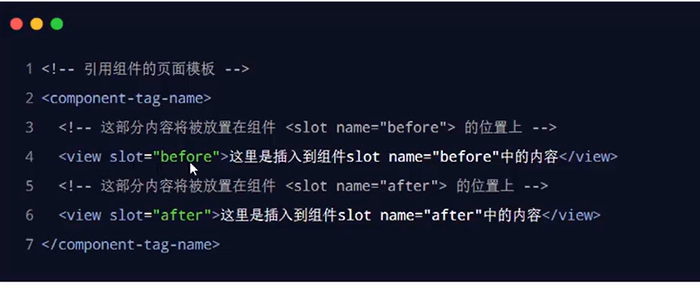 1 <!-- 引用组件的页面模板 -->
2 <component-tag-name>
3   <!-- 这部分内容将被放置在组件 <slot name="before"> 的位置上 -->
4   <view slot="before">这里是插入到组件slot name="before"中的内容</view>
5   <!-- 这部分内容将被放置在组件 <slot name="after"> 的位置上 -->
6   <view slot="after">这里是插入到组件slot name="after"中的内容</view>
7 </component-tag-name>